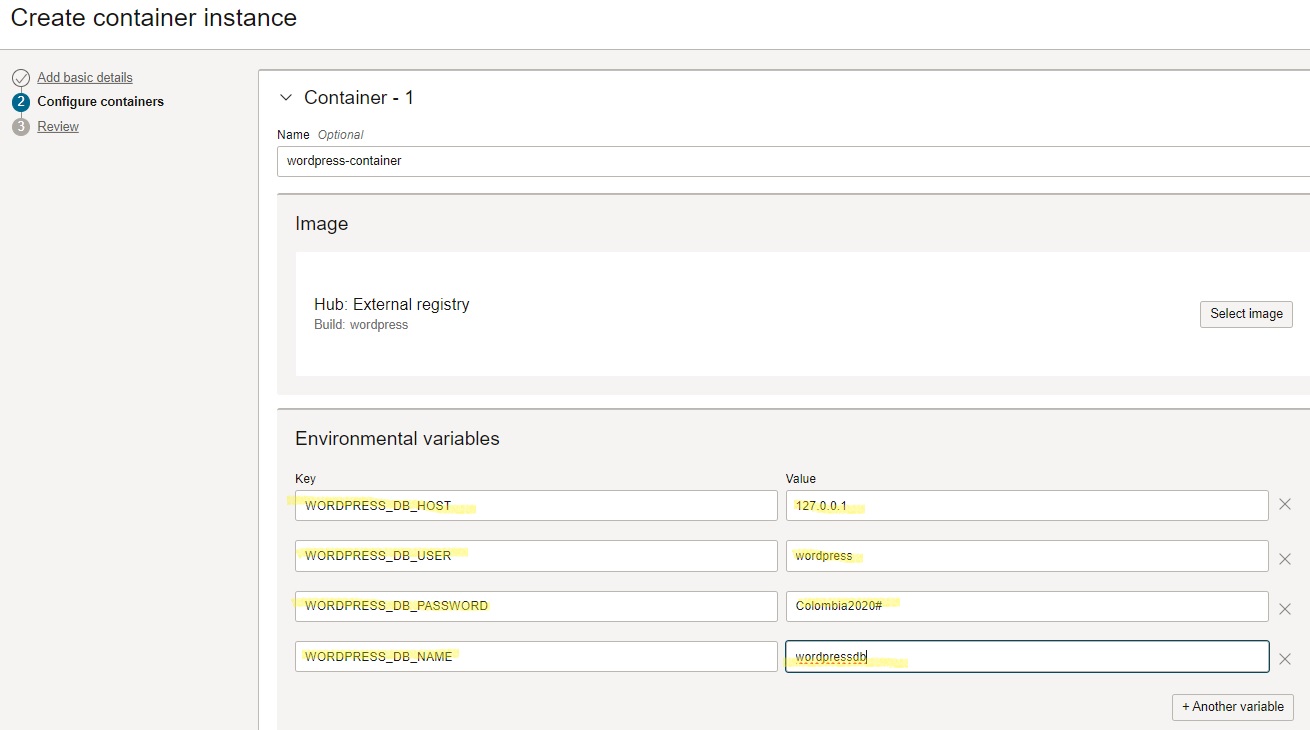 Create container instance
Add basic details
2 Configure containers
3 Review
Container - 1
Name Optional
wordpress-container
Image
Hub: External registry
Build: wordpress
Select image
Environmental variables
Key Value
WORDPRESS_DB_HOST 127.0.0.1
WORDPRESS_DB_USER wordpress
WORDPRESS_DB_PASSWORD Colombia2020#
WORDPRESS_DB_NAME wordpressdb
+ Another variable